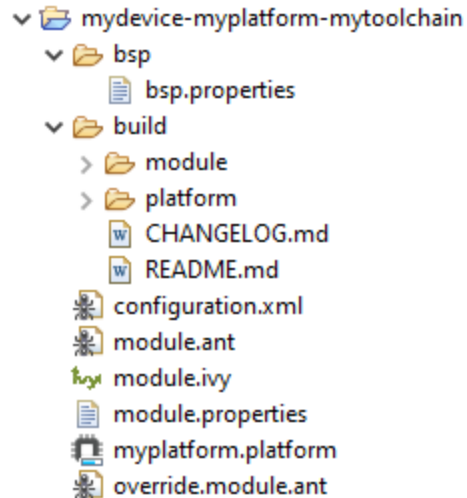 mydevice-myplatform-mytoolchain
bsp
bsp.properties
build
module
platform
CHANGELOG.md
README.md
configuration.xml
module.ant
module.ivy
module.properties
myplatform.platform
override.module.ant